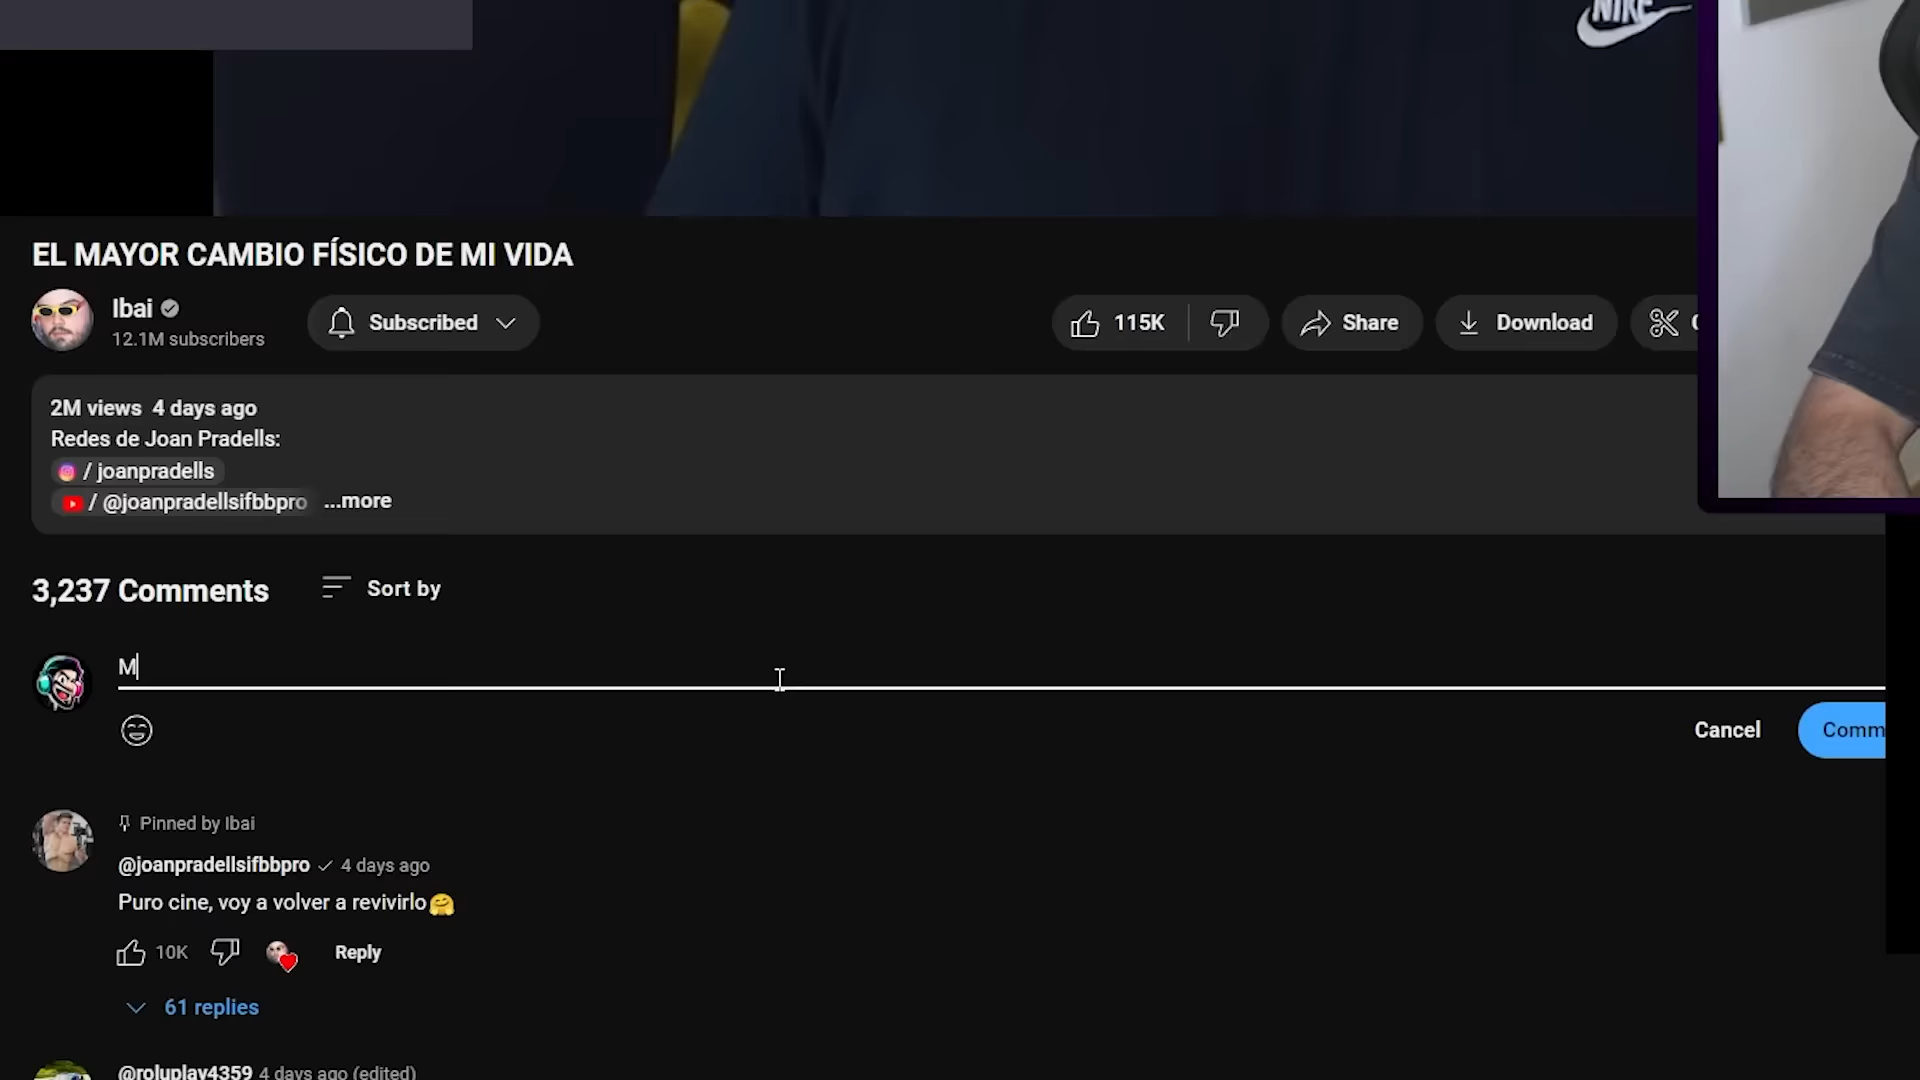 NIKE
EL MAYOR CAMBIO FÍSICO DE MI VIDA
Ibai
12.1M subscribers
Subscribed
115K
Share
Download
2M views 4 days ago
Redes de Joan Pradells:
/ joanpradells
/ @joanpradellsifbbpro ...more
3,237 Comments
Sort by
M
Cancel
Comm
Pinned by Ibai
@joanpradellsifbbpro 4 days ago
Puro cine, voy a volver a revivirlo🤗
10K
Reply
61 replies
@roluplay4359 4 days ago (edited)